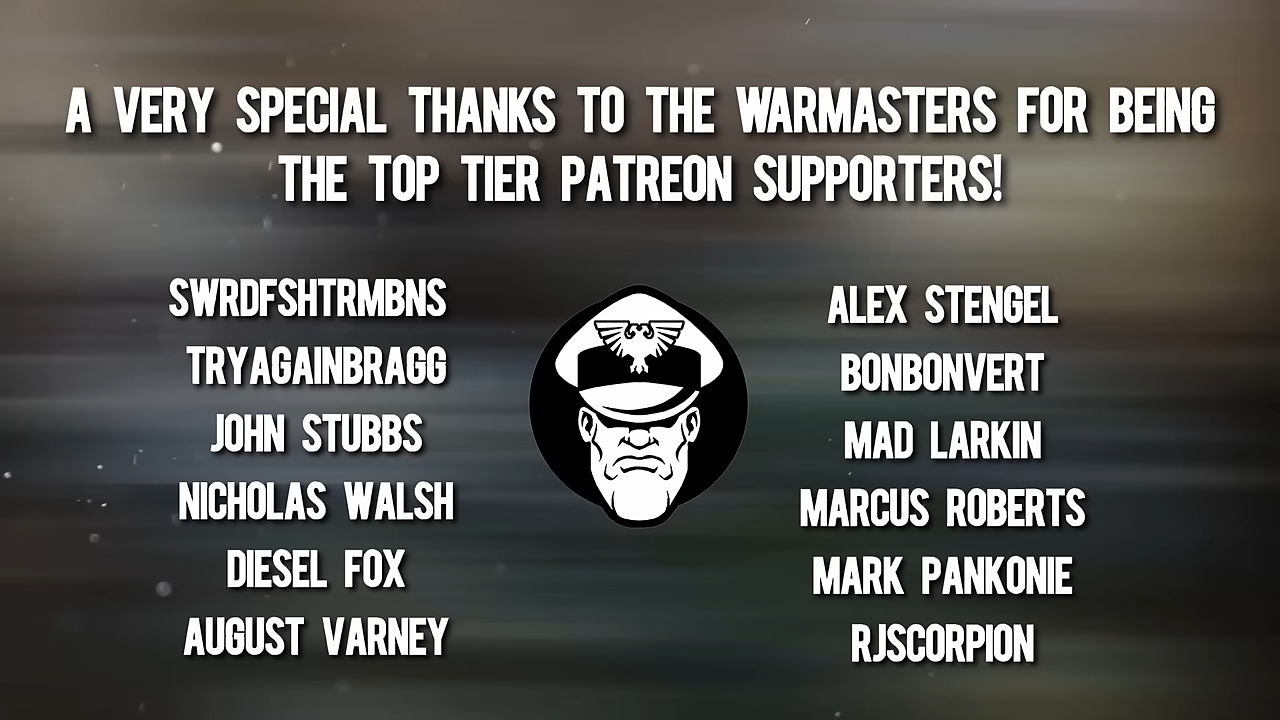 A VERY SPECIAL THANKS TO THE WARMASTERS FOR BEING
THE TOP TIER PATREON SUPPORTERS!
SWRDFSHTRMBNS
TRYAGAINBRAGG
JOHN STUBBS
NICHOLAS WALSH
DIESEL FOX
AUGUST VARNEY
ALEX STENGEL
BONBONVERT
MAD LARKIN
MARCUS ROBERTS
MARK PANKONIE
RJSCORPION